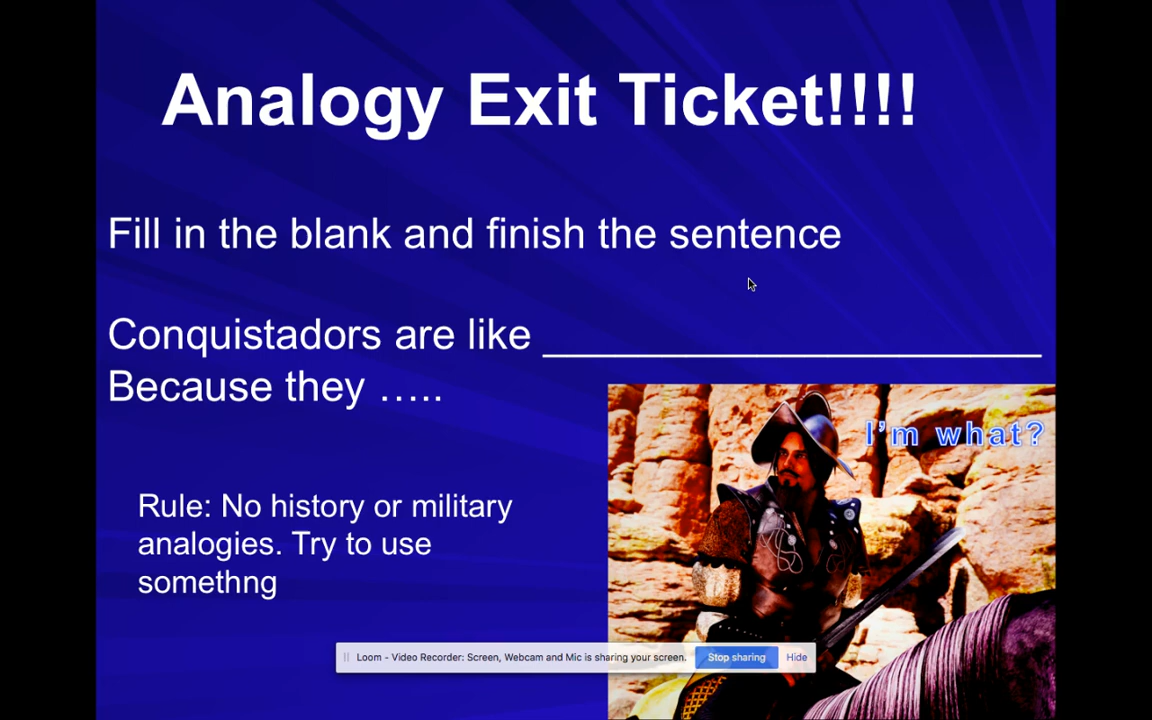 Analogy Exit Ticket!!!!
Fill in the blank and finish the sentence
Conquistadors are like ______________________
Because they …..
I'm what?
Rule: No history or military
analogies. Try to use
somethng
Loom - Video Recorder: Screen, Webcam and Mic is sharing your screen. Stop sharing Hide